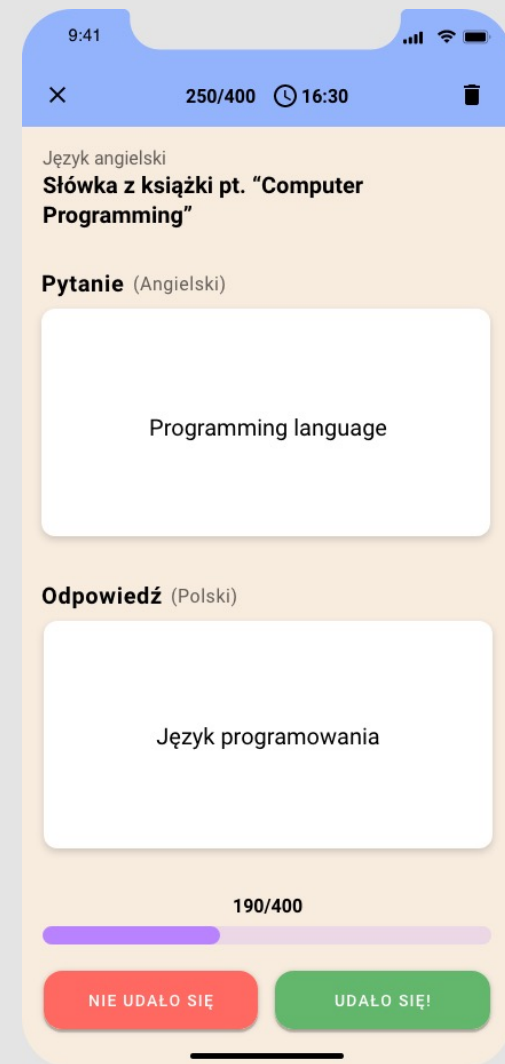 9:41
250/400 16:30
Język angielski
Słówka z książki pt. “Computer
Programming”
Pytanie (Angielski)
Programming language
Odpowiedź (Polski)
Język programowania
190/400
NIE UDAŁO SIĘ UDAŁO SIĘ!